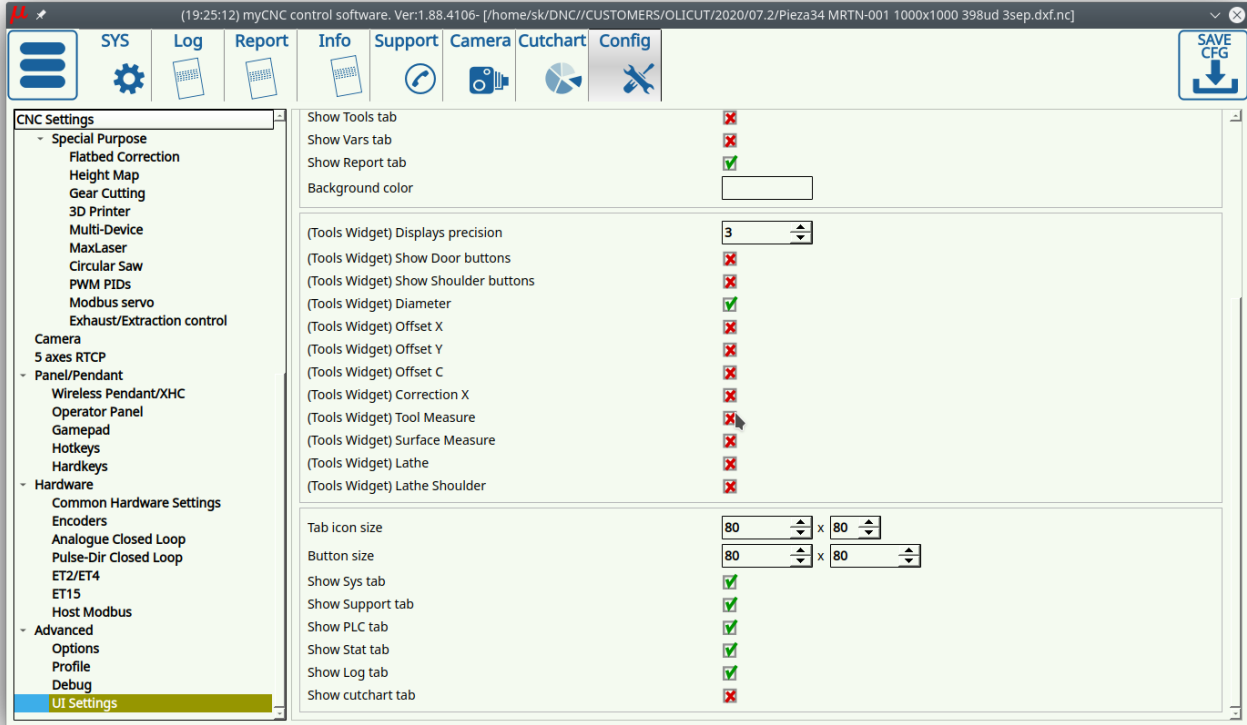 (19:25:12) myCNC control software. Ver:1.88.4106- [/home/sk/DNC//CUSTOMERS/OLICUT/2020/07.2/Pieza34 MRTN-001 1000x1000 398ud 3sep.dxf.nc]
SYS Log Report Info Support Camera Cutchart Config
SAVE
CFG
CNC Settings
Special Purpose
Flatbed Correction
Height Map
Gear Cutting
3D Printer
Multi-Device
MaxLaser
Circular Saw
PWM PIDs
Modbus servo
Exhaust/Extraction control
Camera
5 axes RTCP
Panel/Pendant
Wireless Pendant/XHC
Operator Panel
Gamepad
Hotkeys
Hardkeys
Hardware
Common Hardware Settings
Encoders
Analogue Closed Loop
Pulse-Dir Closed Loop
ET2/ET4
ET15
Host Modbus
Advanced
Options
Profile
Debug
UI Settings
Show Tools tab
Show Vars tab
Show Report tab
Background color
(Tools Widget) Displays precision 3
(Tools Widget) Show Door buttons
(Tools Widget) Show Shoulder buttons
(Tools Widget) Diameter
(Tools Widget) Offset X
(Tools Widget) Offset Y
(Tools Widget) Offset C
(Tools Widget) Correction X
(Tools Widget) Tool Measure
(Tools Widget) Surface Measure
(Tools Widget) Lathe
(Tools Widget) Lathe Shoulder
Tab icon size 80 x 80
Button size 80 x 80
Show Sys tab
Show Support tab
Show PLC tab
Show Stat tab
Show Log tab
Show cutchart tab